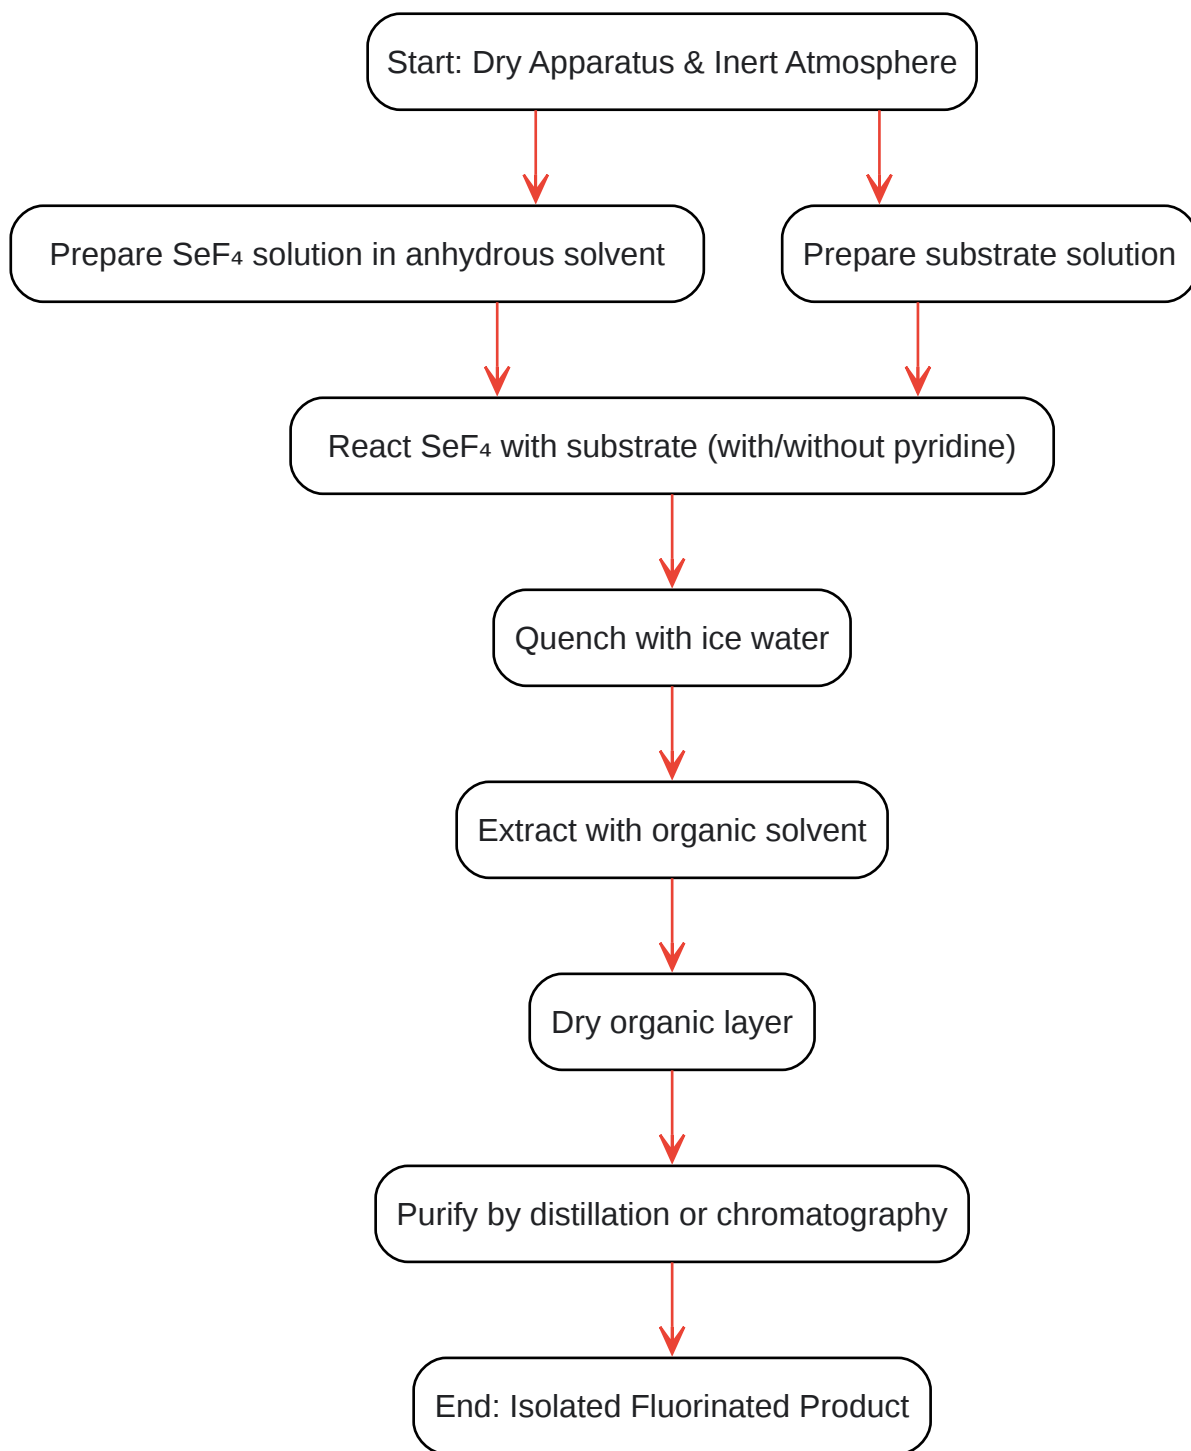 Start: Dry Apparatus & Inert Atmosphere
Prepare SeF₄ solution in anhydrous solvent
Prepare substrate solution
React SeF₄ with substrate (with/without pyridine)
Quench with ice water
Extract with organic solvent
Dry organic layer
Purify by distillation or chromatography
End: Isolated Fluorinated Product